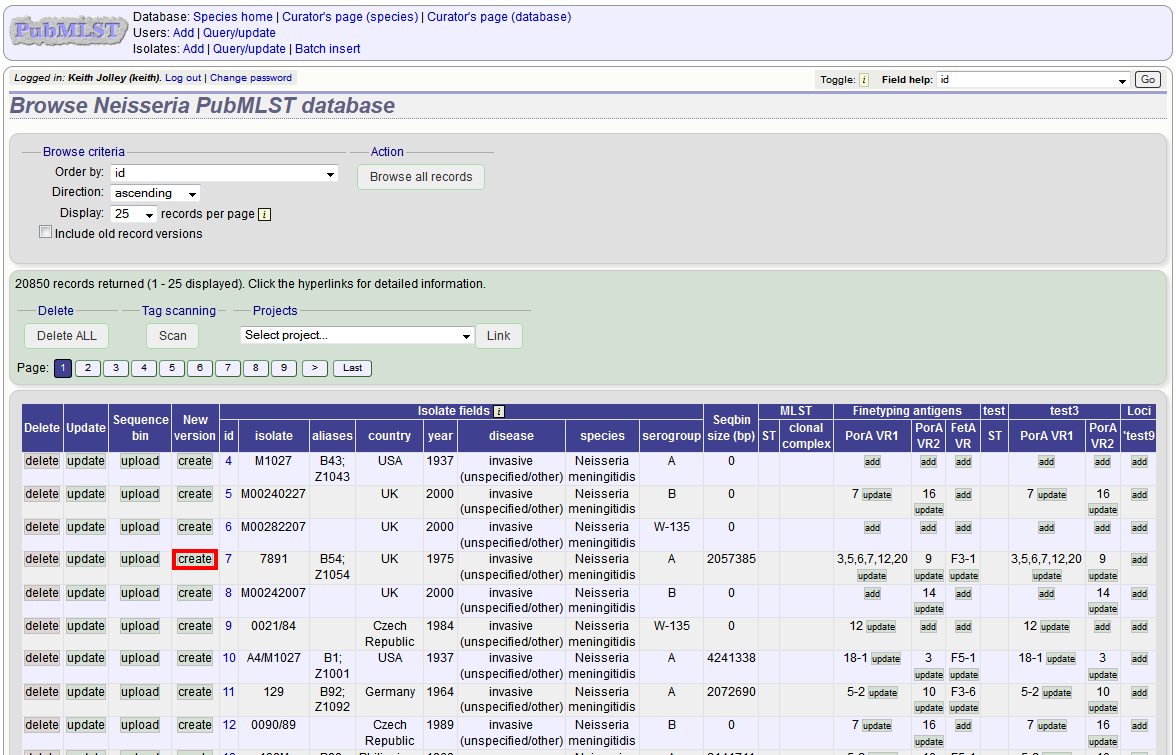 PubMLST
Database: Species home | Curator's page (species) | Curator's page (database)
Users: Add | Query/update
Isolates: Add | Query/update | Batch insert
Logged in: Keith Jolley (keith). Log out | Change password
Toggle: i Field help: id Go
Browse Neisseria PubMLST database
Browse criteria Action
Order by: id Browse all records
Direction: ascending
Display: 25 records per page i
Include old record versions
20850 records returned (1 - 25 displayed). Click the hyperlinks for detailed information.
Delete Tag scanning Projects
Delete ALL Scan Select project... Link
Page: 1 2 3 4 5 6 7 8 9 > Last
Delete Update Sequence bin New version Isolate fields i Seqbin size (bp) MLST Finetyping antigens test test3 Loci
id isolate aliases country year disease species serogroup ST clonal complex PorA VR1 PorA VR2 FetA VR ST PorA VR1 PorA VR2 'test9
delete update upload create 4 M1027 B43; USA 1937 invasive Neisseria A 0 add add add add add add
Z1043 (unspecified/other) meningitidis
delete update upload create 5 M00240227 UK 2000 invasive Neisseria B 0 7 update 16 add 7 update 16 add
(unspecified/other) meningitidis update update
delete update upload create 6 M00282207 UK 2000 invasive Neisseria W-135 0 add add add add add add
(unspecified/other) meningitidis
delete update upload create 7 7891 B54; UK 1975 invasive Neisseria A 2057385 3,5,6,7,12,20 9 F3-1 3,5,6,7,12,20 9 add
Z1054 (unspecified/other) meningitidis update update update update update
delete update upload create 8 M00242007 UK 2000 invasive Neisseria B 0 add 14 add add 14 add
(unspecified/other) meningitidis update update
delete update upload create 9 0021/84 Czech 1984 invasive Neisseria W-135 0 12 update add add 12 update add add
Republic (unspecified/other) meningitidis
delete update upload create 10 A4/M1027 B1; USA 1937 invasive Neisseria A 4241338 18-1 update 3 F5-1 18-1 update 3 add
Z1001 (unspecified/other) meningitidis update update update
delete update upload create 11 129 B92; Germany 1964 invasive Neisseria A 2072690 5-2 update 10 F3-6 5-2 update 10 add
Z1092 (unspecified/other) meningitidis update update update
delete update upload create 12 0090/89 Czech 1989 invasive Neisseria B 0 7 update 16 add 7 update 16 add
Republic (unspecified/other) meningitidis update update